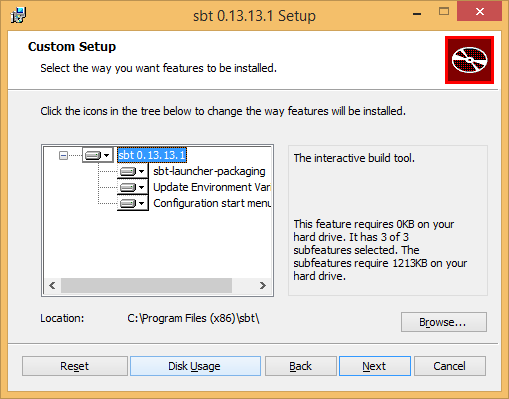 sbt 0.13.13.1 Setup
Custom Setup
Select the way you want features to be installed.
Click the icons in the tree below to change the way features will be installed.
sbt 0.13.13.1
sbt-launcher-packaging
Update Environment Vari
Configuration start menu
The interactive build tool.
This feature requires 0KB on your
hard drive. It has 3 of 3
subfeatures selected. The
subfeatures require 1213KB on your
hard drive.
Location: C:\Program Files (x86)\sbt\
Browse...
Reset Disk Usage Back Next Cancel